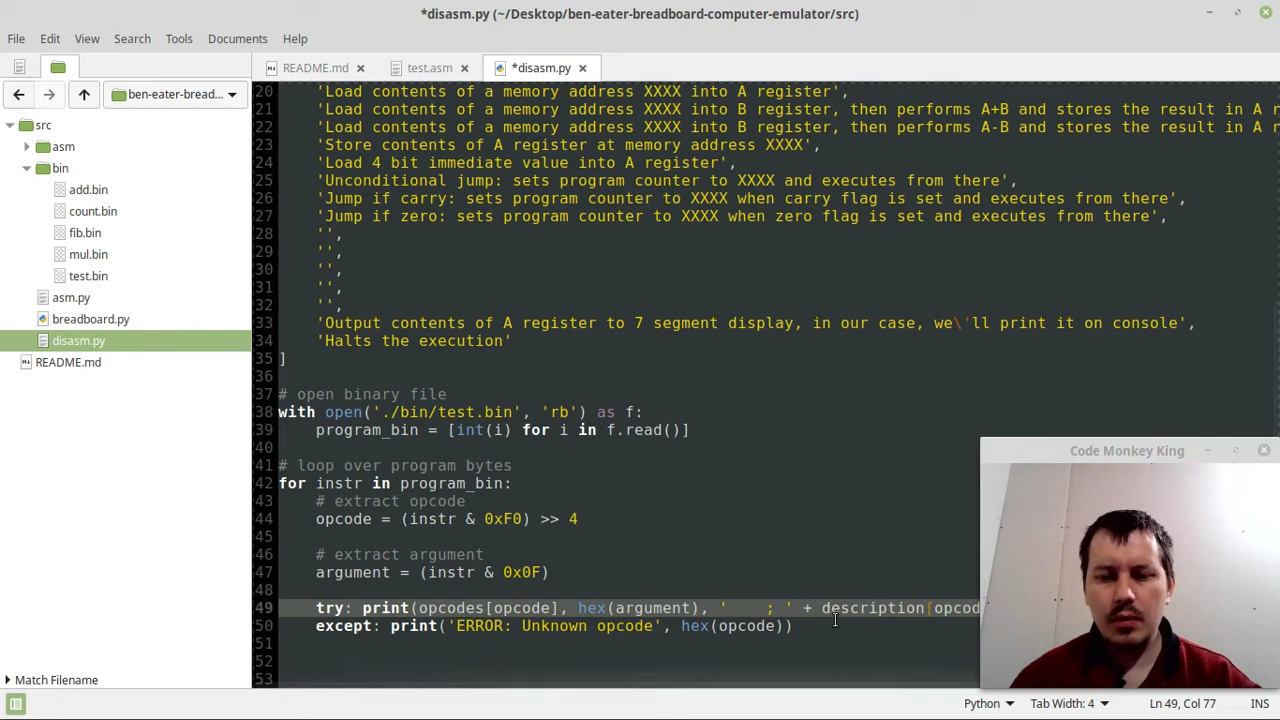 *disasm.py (~/Desktop/ben-eater-breadboard-computer-emulator/src)
File Edit View Search Tools Documents Help
README.md test.asm *disasm.py
ben-eater-bread...
src
asm
bin
add.bin
count.bin
fib.bin
mul.bin
test.bin
asm.py
breadboard.py
disasm.py
README.md
Match Filename
20 'Load contents of a memory address XXXX into A register',
21 'Load contents of a memory address XXXX into B register, then performs A+B and stores the result in A r
22 'Load contents of a memory address XXXX into B register, then performs A-B and stores the result in A r
23 'Store contents of A register at memory address XXXX',
24 'Load 4 bit immediate value into A register',
25 'Unconditional jump: sets program counter to XXXX and executes from there',
26 'Jump if carry: sets program counter to XXXX when carry flag is set and executes from there',
27 'Jump if zero: sets program counter to XXXX when zero flag is set and executes from there',
28 '',
29 '',
30 '',
31 '',
32 '',
33 'Output contents of A register to 7 segment display, in our case, we\'ll print it on console',
34 'Halts the execution'
35 ]
36
37 # open binary file
38 with open('./bin/test.bin', 'rb') as f:
39 program_bin = [int(i) for i in f.read()]
40
41 # loop over program bytes
42 for instr in program_bin:
43 # extract opcode
44 opcode = (instr & 0xF0) >> 4
45
46 # extract argument
47 argument = (instr & 0x0F)
48
49 try: print(opcodes[opcode], hex(argument), '    ; ' + description[opcod
50 except: print('ERROR: Unknown opcode', hex(opcode))
51
52
53
Code Monkey King
Python Tab Width: 4 Ln 49, Col 77 INS